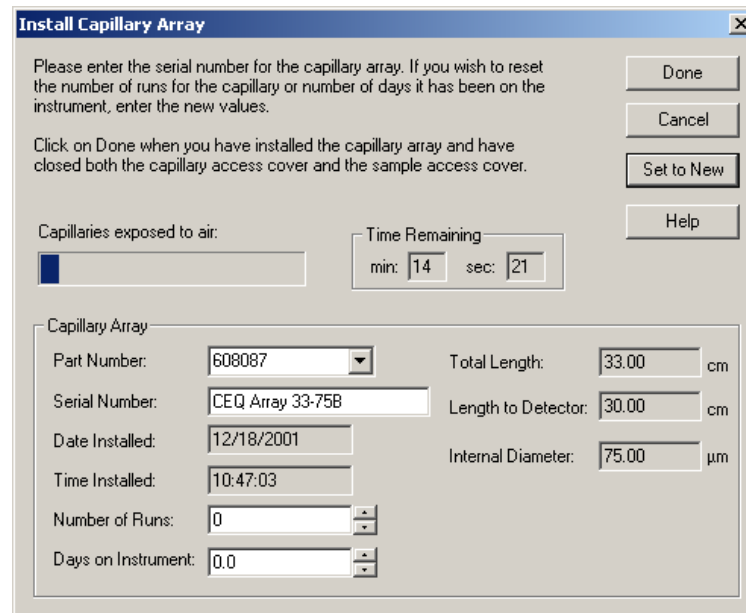 Install Capillary Array
Please enter the serial number for the capillary array. If you wish to reset
the number of runs for the capillary or number of days it has been on the
instrument, enter the new values.
Click on Done when you have installed the capillary array and have
closed both the capillary access cover and the sample access cover.
Done
Cancel
Set to New
Help
Capillaries exposed to air:
Time Remaining
min: 14 sec: 21
Capillary Array
Part Number: 608087
Serial Number: CEQ Array 33-75B
Date Installed: 12/18/2001
Time Installed: 10:47:03
Number of Runs: 0
Days on Instrument: 0.0
Total Length: 33.00 cm
Length to Detector: 30.00 cm
Internal Diameter: 75.00 µm